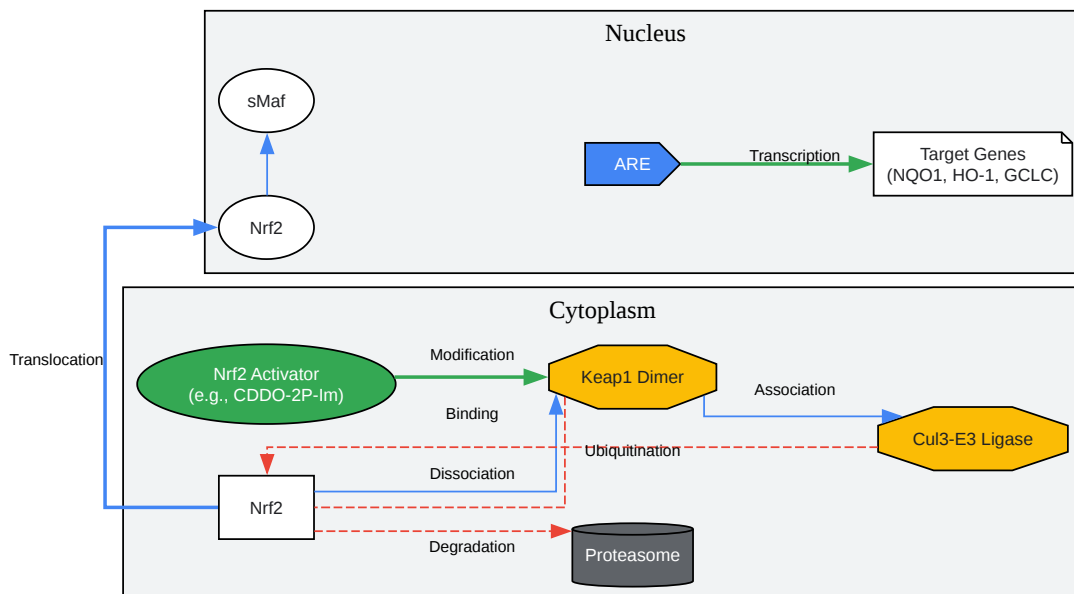 Nucleus
sMaf
ARE
Transcription
Target Genes
(NQO1, HO-1, GCLC)
Nrf2
Cytoplasm
Translocation
Nrf2 Activator
(e.g., CDDO-2P-Im)
Modification
Keap1 Dimer
Association
Binding
Cul3-E3 Ligase
Ubiquitination
Dissociation
Nrf2
Degradation
Proteasome